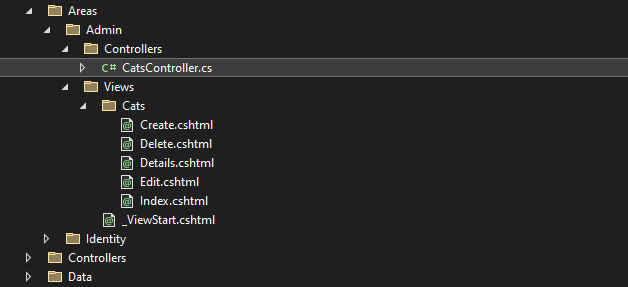 Areas
Admin
Controllers
C# CatsController.cs
Views
Cats
@ Create.cshtml
@ Delete.cshtml
@ Details.cshtml
@ Edit.cshtml
@ Index.cshtml
@ _ViewStart.cshtml
Identity
Controllers
Data